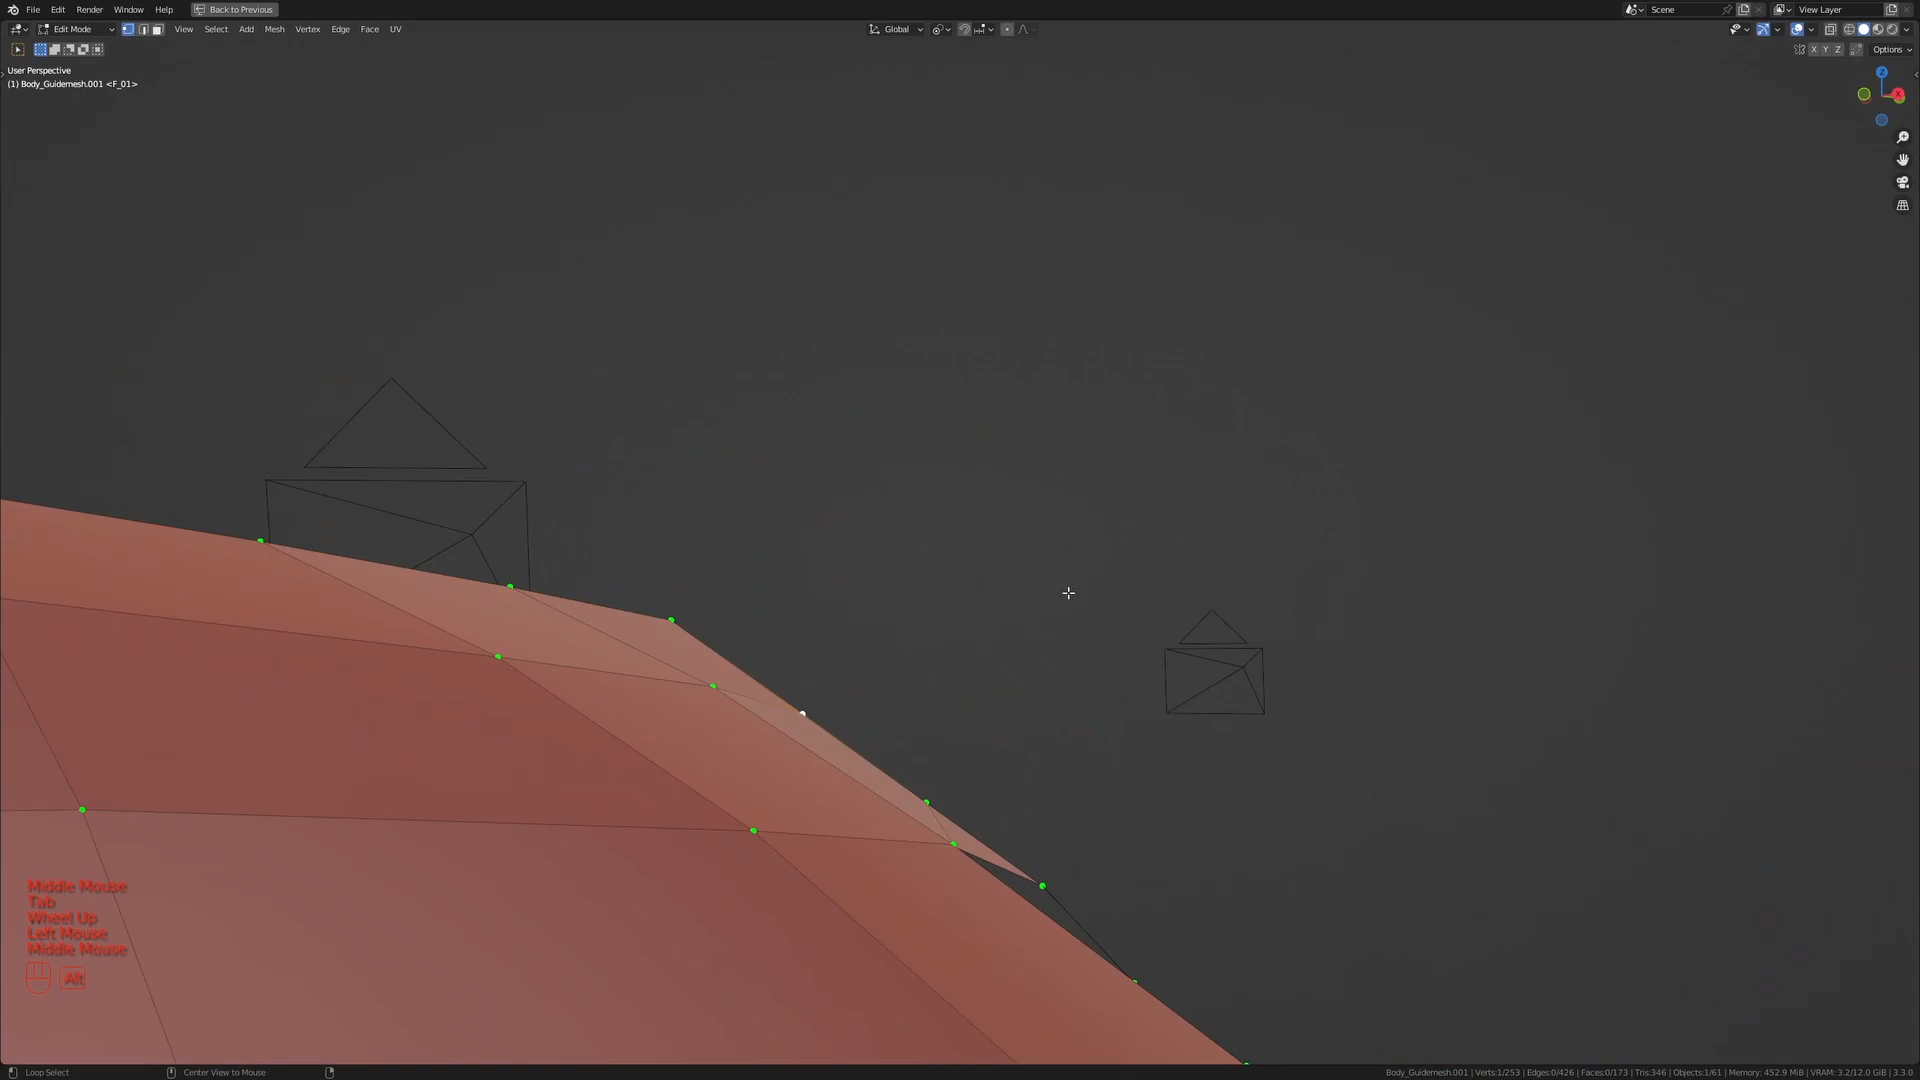 File Edit Render Window Help Back to Previous Scene View Layer
Edit Mode View Select Add Mesh Vertex Edge Face UV Global
X Y Z Options
User Perspective
(1) Body_Guidemesh.001 <F_01>
Z
X
Middle Mouse
Tab
Wheel Up
Left Mouse
Middle Mouse
Alt
Loop Select Center View to Mouse Body_Guidemesh.001 | Verts:1/253 | Edges:0/426 | Faces:0/173 | Tris:346 | Objects:1/61 | Memory: 452.9 MiB | VRAM: 3.2/12.0 GiB | 3.3.0